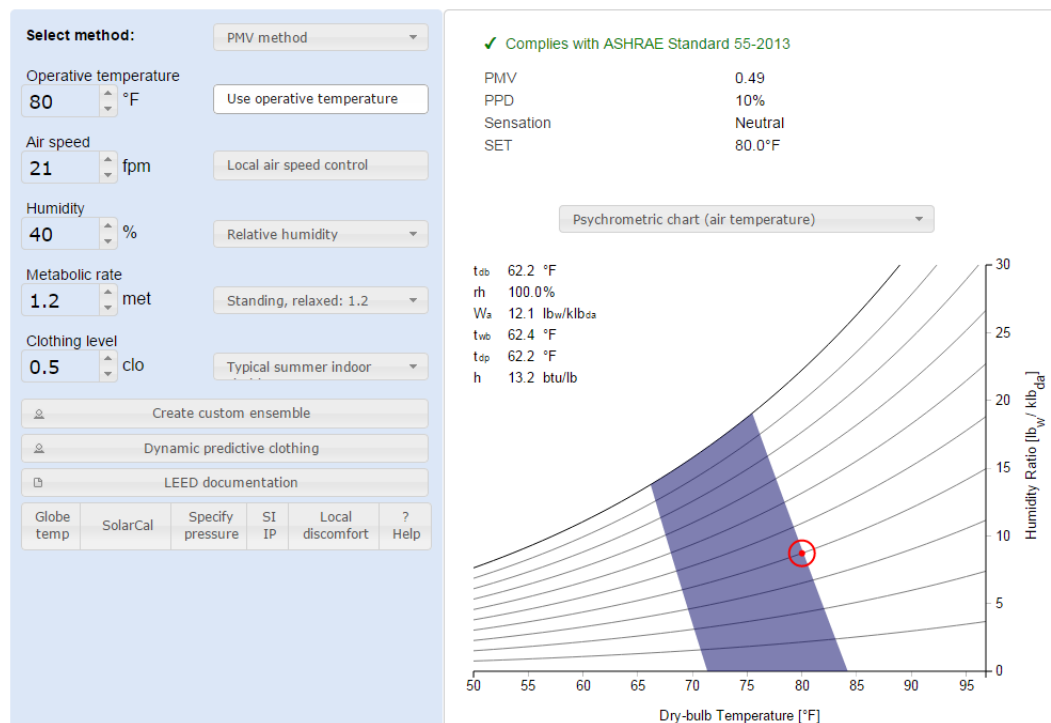 Select method:
PMV method
Operative temperature
80 °F
Use operative temperature
Air speed
21 fpm
Local air speed control
Humidity
40 %
Relative humidity
Metabolic rate
1.2 met
Standing, relaxed: 1.2
Clothing level
0.5 clo
Typical summer indoor
Create custom ensemble
Dynamic predictive clothing
LEED documentation
Globe temp
SolarCal
Specify pressure
SI IP
Local discomfort
? Help
✓ Complies with ASHRAE Standard 55-2013
PMV 0.49
PPD 10%
Sensation Neutral
SET 80.0°F
Psychrometric chart (air temperature)
tdb 62.2 °F
rh 100.0%
Wa 12.1 lbw/klbda
twb 62.4 °F
tdp 62.2 °F
h 13.2 btu/lb
30
25
20
15
10
5
0
Humidity Ratio [lbw/ klbda]
50 55 60 65 70 75 80 85 90 95
Dry-bulb Temperature [°F]